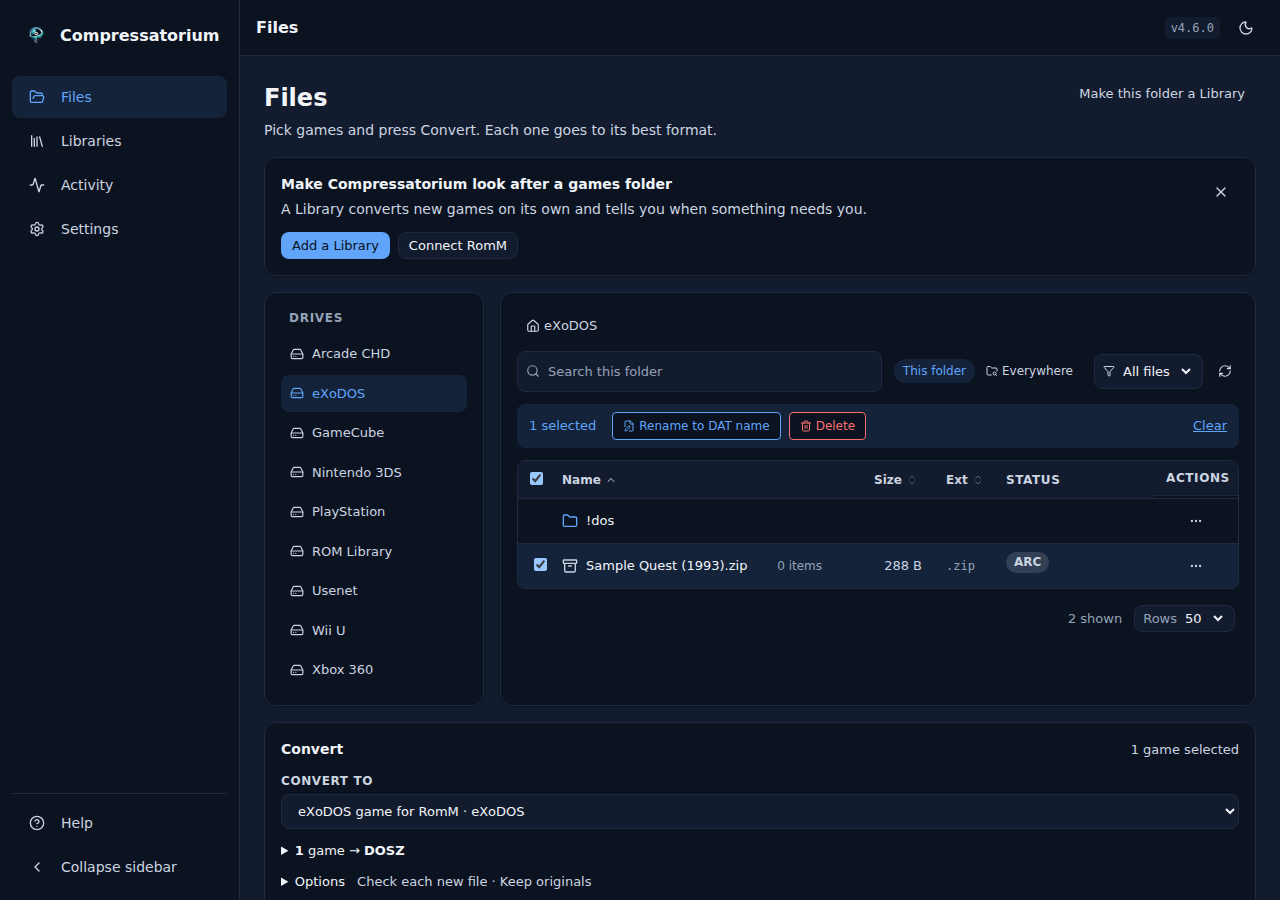 Compressatorium
Files
Libraries
Activity
Settings
Help
Collapse sidebar
Files
v4.6.0
Files
Make this folder a Library
Pick games and press Convert. Each one goes to its best format.
Make Compressatorium look after a games folder
A Library converts new games on its own and tells you when something needs you.
Add a Library
Connect RomM
DRIVES
Arcade CHD
eXoDOS
GameCube
Nintendo 3DS
PlayStation
ROM Library
Usenet
Wii U
Xbox 360
eXoDOS
Search this folder
This folder
Everywhere
All files
1 selected
Rename to DAT name
Delete
Clear
Name
Size
Ext
STATUS
ACTIONS
!dos
Sample Quest (1993).zip 0 items 288 B .zip ARC
2 shown
Rows 50
Convert
1 game selected
CONVERT TO
eXoDOS game for RomM · eXoDOS
1 game → DOSZ
Options Check each new file · Keep originals